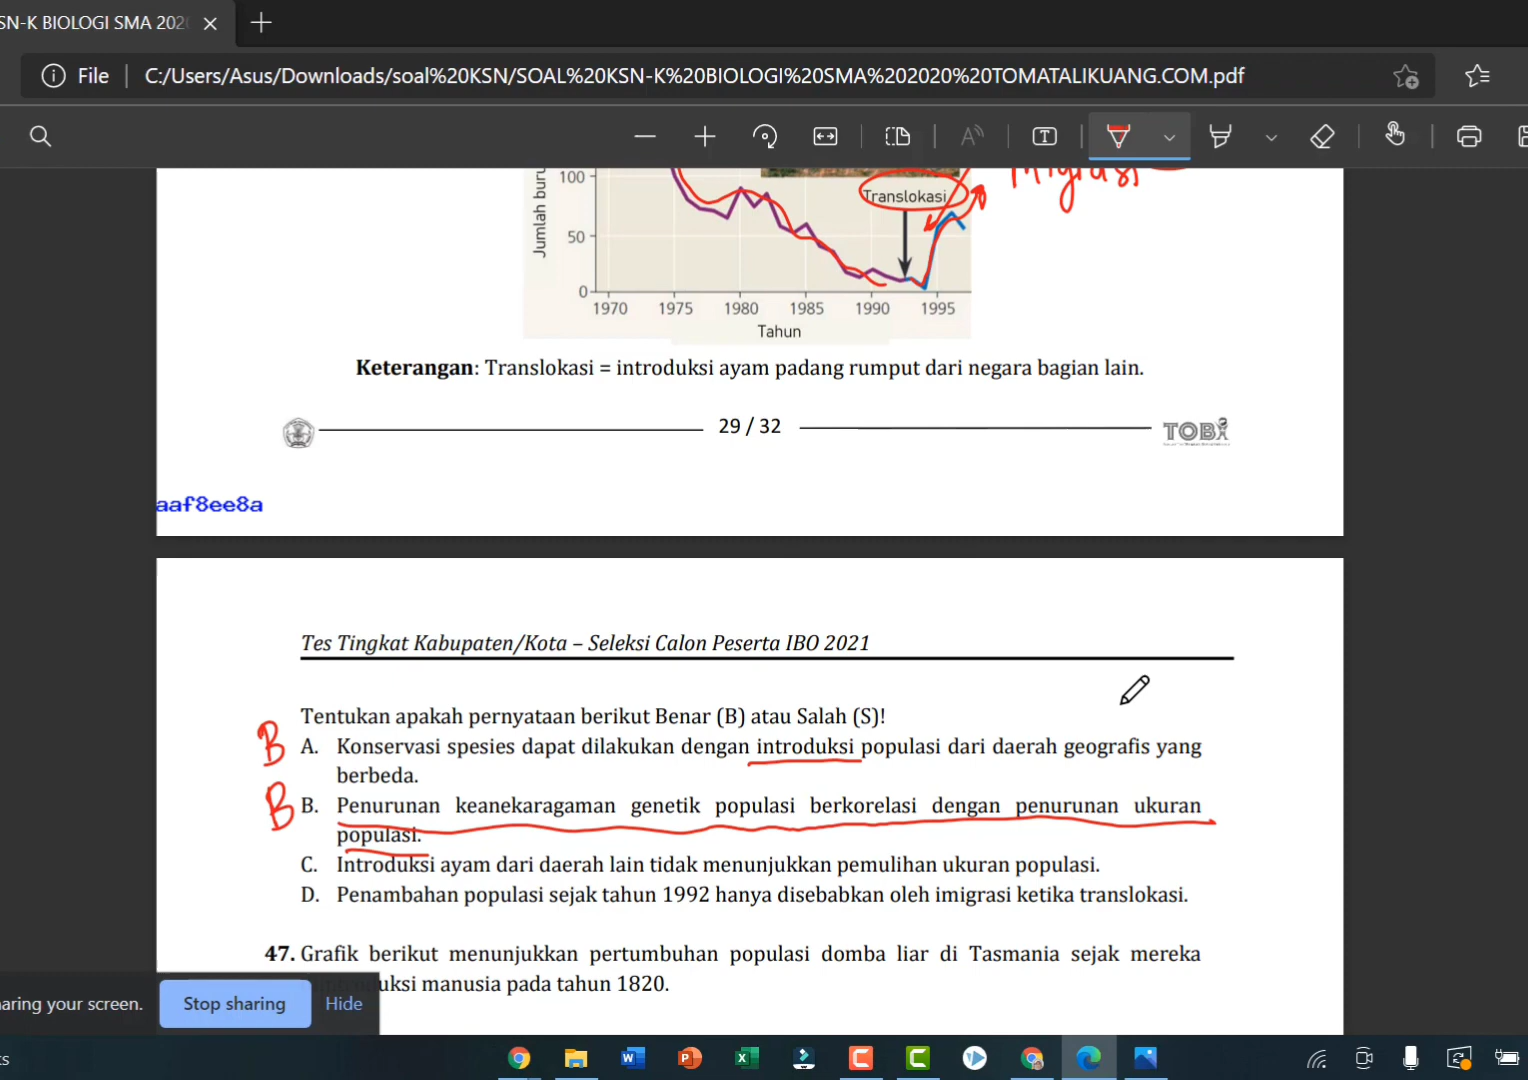 SN-K BIOLOGI SMA 202
File
C:/Users/Asus/Downloads/soal%20KSN/SOAL%20KSN-K%20BIOLOGI%20SMA%202020%20TOMATALIKUANG.COM.pdf
Migrasi
100
Translokasi
Jumlah buru
50
0
1970 1975 1980 1985 1990 1995
Tahun
Keterangan: Translokasi = introduksi ayam padang rumput dari negara bagian lain.
29 / 32
TOBI
aaf8ee8a
Tes Tingkat Kabupaten/Kota – Seleksi Calon Peserta IBO 2021
Tentukan apakah pernyataan berikut Benar (B) atau Salah (S)!
B A. Konservasi spesies dapat dilakukan dengan introduksi populasi dari daerah geografis yang
berbeda.
B B. Penurunan keanekaragaman genetik populasi berkorelasi dengan penurunan ukuran
populasi.
C. Introduksi ayam dari daerah lain tidak menunjukkan pemulihan ukuran populasi.
D. Penambahan populasi sejak tahun 1992 hanya disebabkan oleh imigrasi ketika translokasi.
47. Grafik berikut menunjukkan pertumbuhan populasi domba liar di Tasmania sejak mereka
uksi manusia pada tahun 1820.
aring your screen.
Stop sharing
Hide